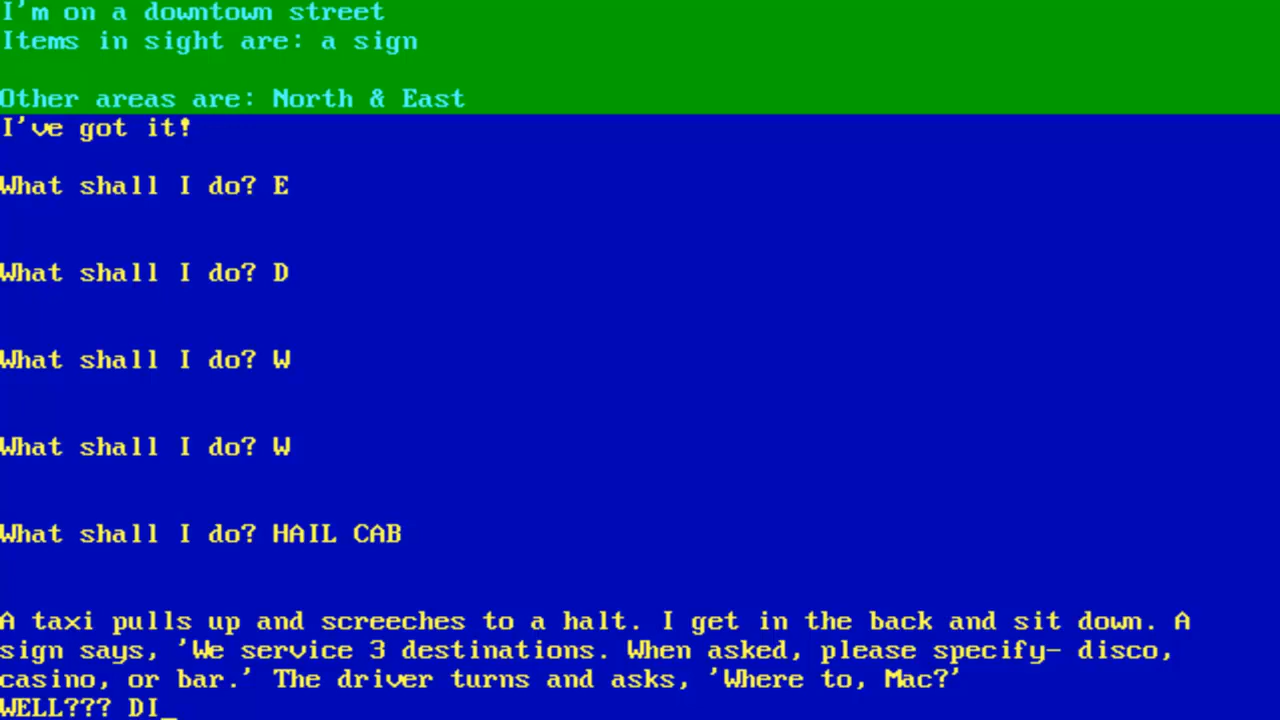 I'm on a downtown street
Items in sight are: a sign
Other areas are: North & East
I've got it!
What shall I do? E
What shall I do? D
What shall I do? W
What shall I do? W
What shall I do? HAIL CAB
A taxi pulls up and screeches to a halt. I get in the back and sit down. A
sign says, 'We service 3 destinations. When asked, please specify- disco,
casino, or bar.' The driver turns and asks, 'Where to, Mac?'
WELL??? DI_